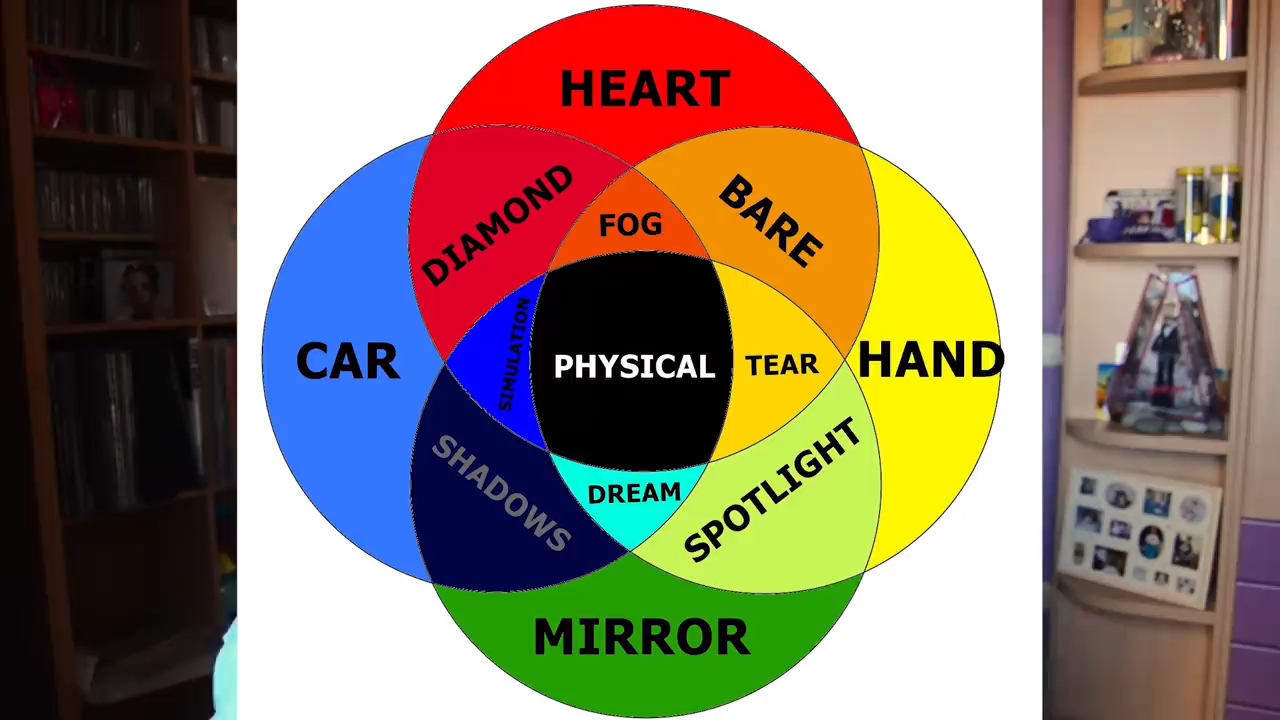 HEART
DIAMOND
BARE
FOG
SIMULATION
CAR
PHYSICAL
TEAR
HAND
SHADOWS
DREAM
SPOTLIGHT
MIRROR